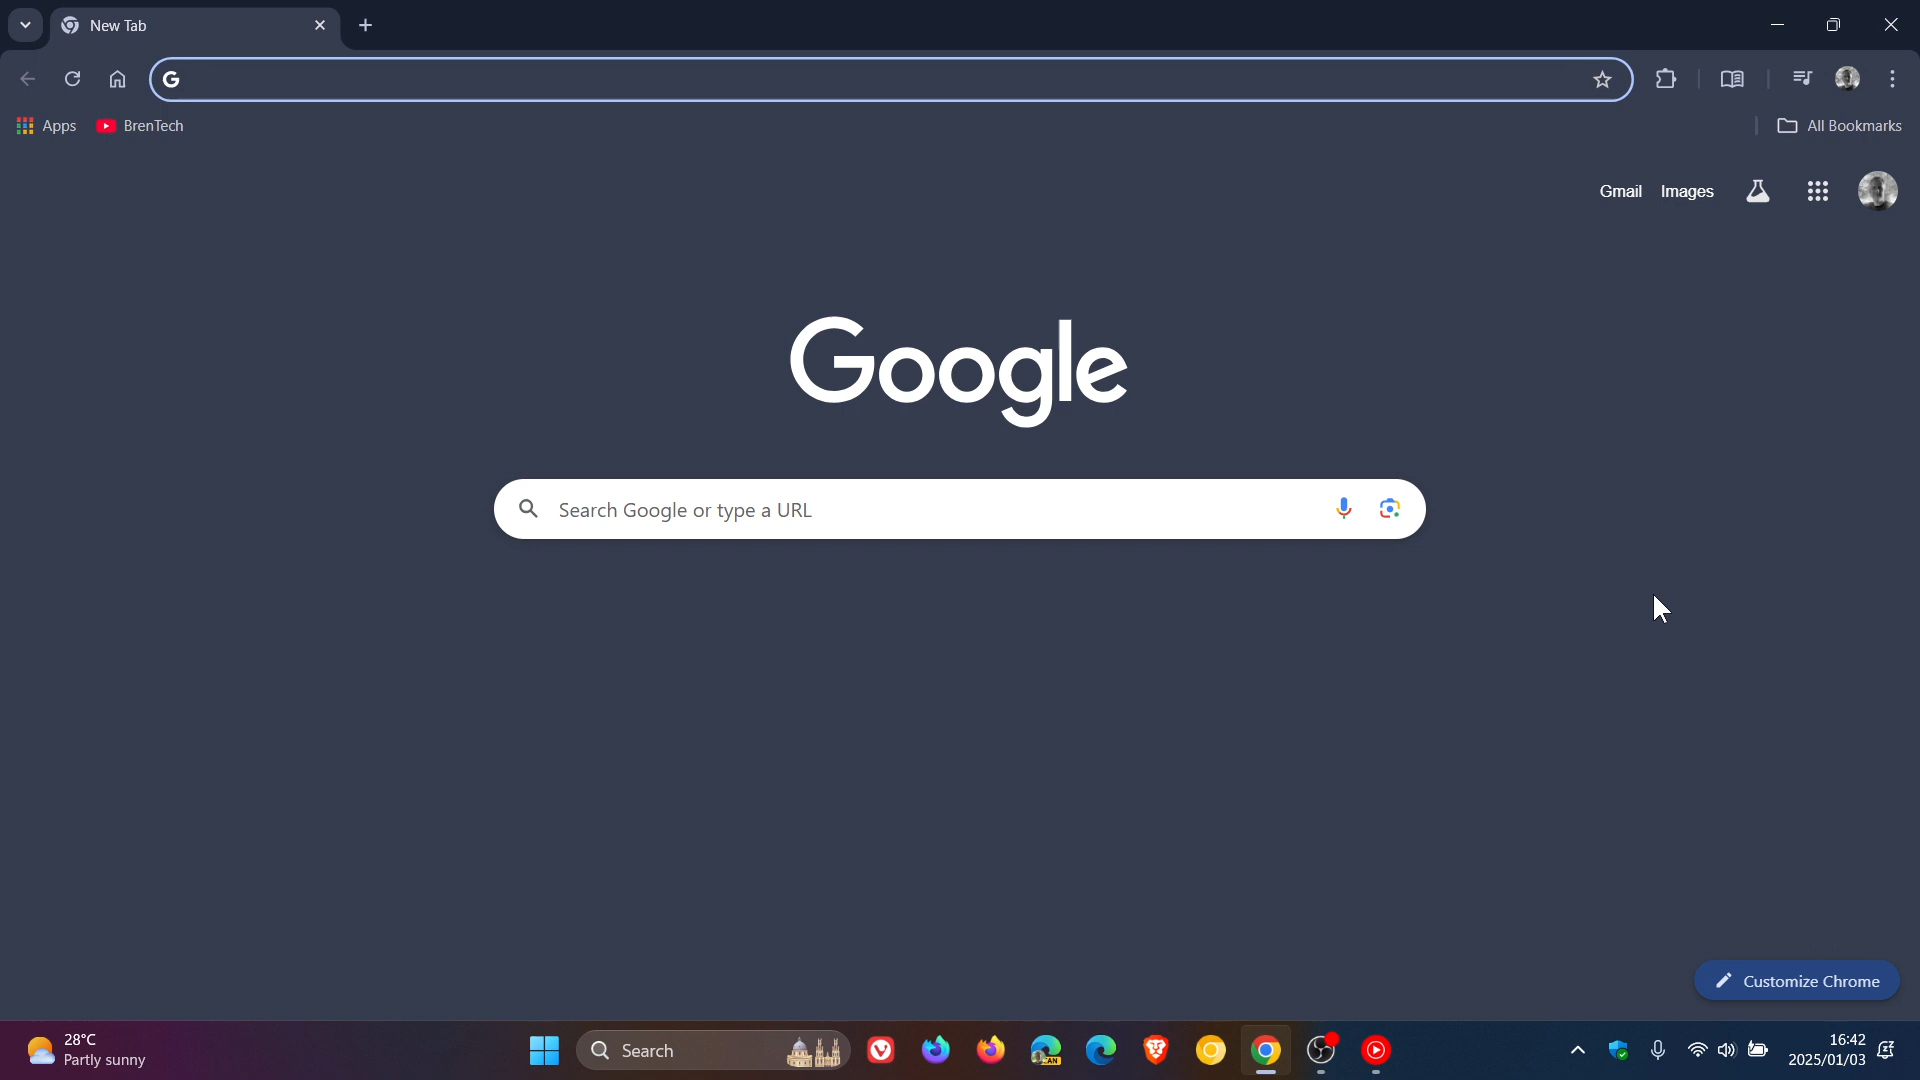 New Tab
Apps
BrenTech
All Bookmarks
Gmail
Images
Google
Search Google or type a URL
Customize Chrome
28°C
Partly sunny
Search
CAN
16:42
2025/01/03